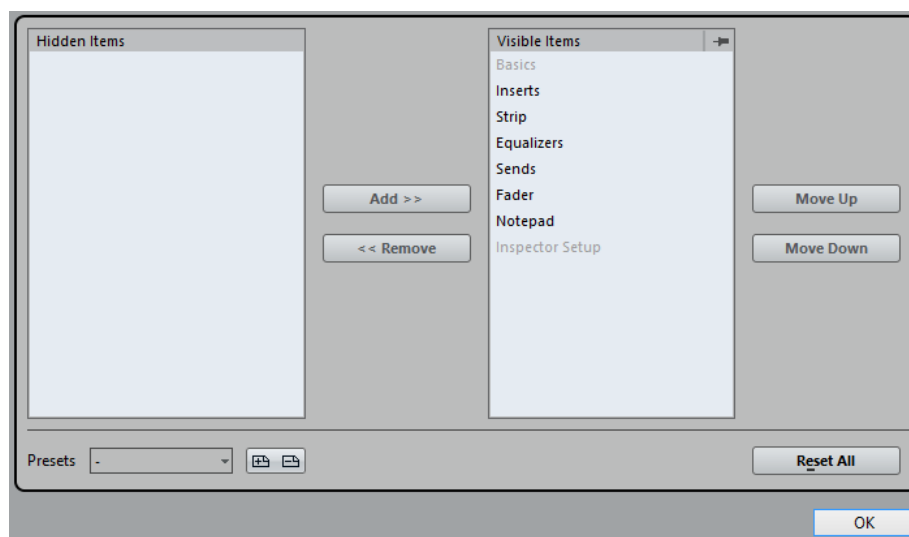 Hidden Items
Visible Items
Basics
Inserts
Strip
Equalizers
Sends
Fader
Notepad
Inspector Setup
Add >>
<< Remove
Move Up
Move Down
Presets -
Reset All
OK